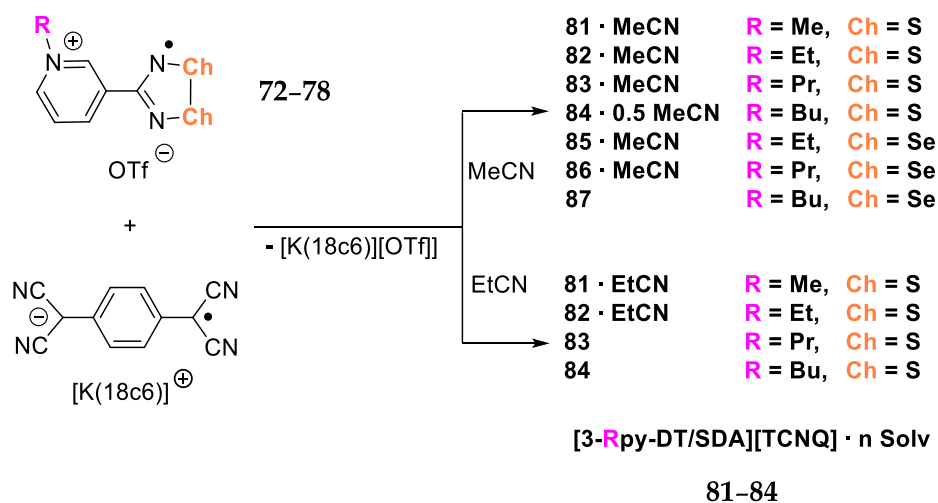 R
N ⊕
N •
Ch
Ch
N
72–78
OTf ⊖
+
NC
NC
⊖
•
CN
CN
[K(18c6)] ⊕
- [K(18c6)][OTf]]
MeCN
EtCN
81 · MeCN R = Me, Ch = S
82 · MeCN R = Et, Ch = S
83 · MeCN R = Pr, Ch = S
84 · 0.5 MeCN R = Bu, Ch = S
85 · MeCN R = Et, Ch = Se
86 · MeCN R = Pr, Ch = Se
87 R = Bu, Ch = Se
81 · EtCN R = Me, Ch = S
82 · EtCN R = Et, Ch = S
83 R = Pr, Ch = S
84 R = Bu, Ch = S
[3-Rpy-DT/SDA][TCNQ] · n Solv
81–84